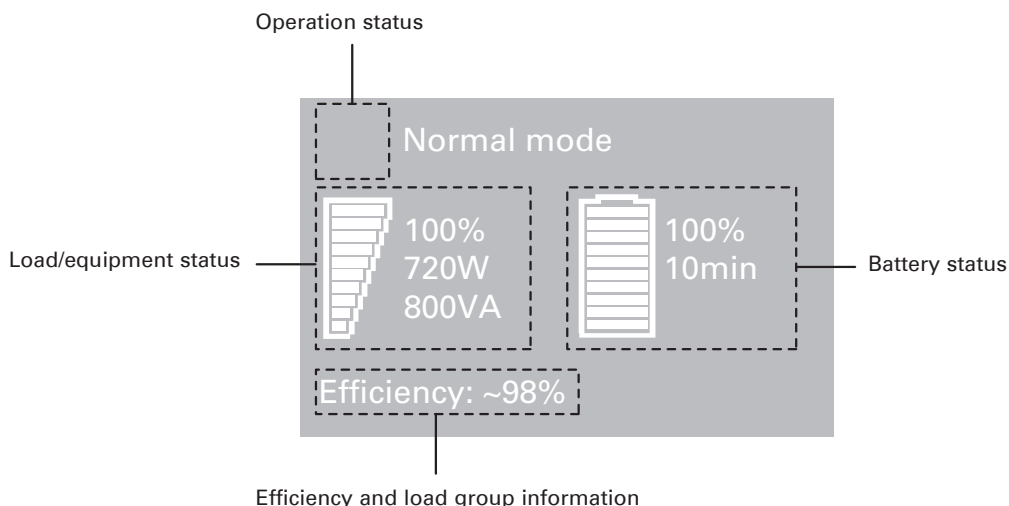 Operation status
Normal mode
Load/equipment status
100%
720W
800VA
100%
10min
Battery status
Efficiency: ~98%
Efficiency and load group information